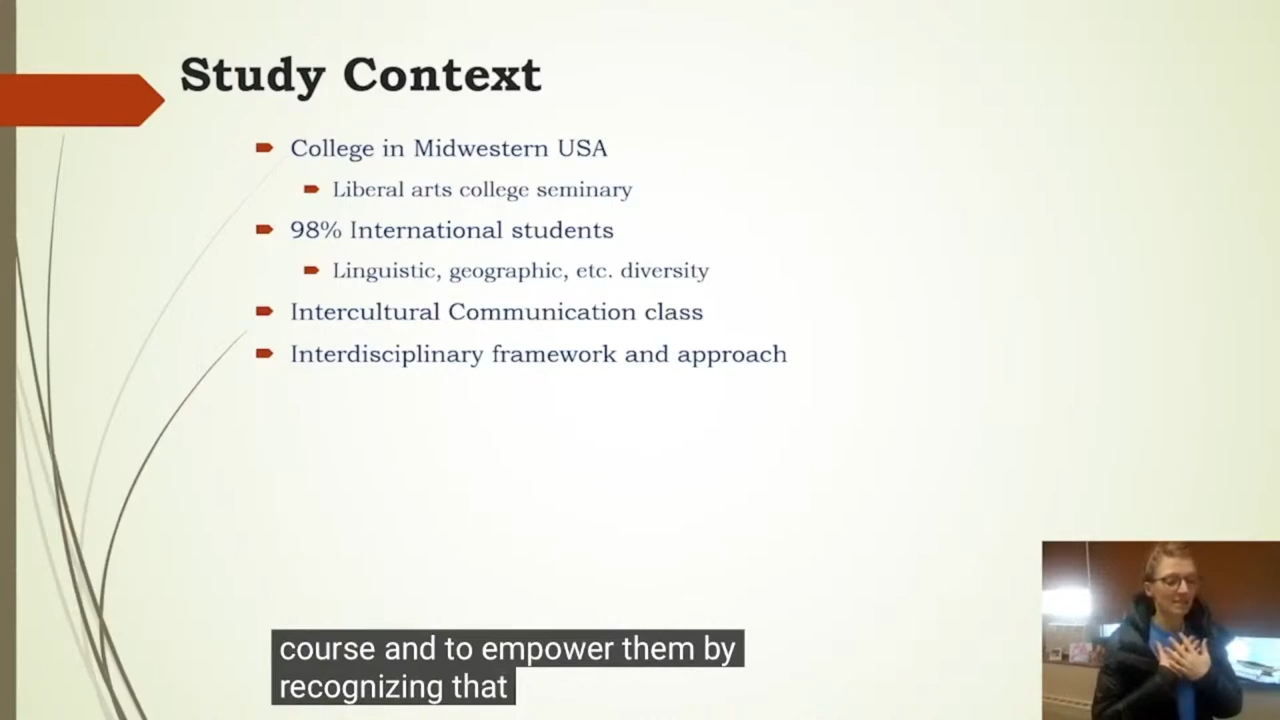 Study Context
College in Midwestern USA
Liberal arts college seminary
98% International students
Linguistic, geographic, etc. diversity
Intercultural Communication class
Interdisciplinary framework and approach
course and to empower them by
recognizing that